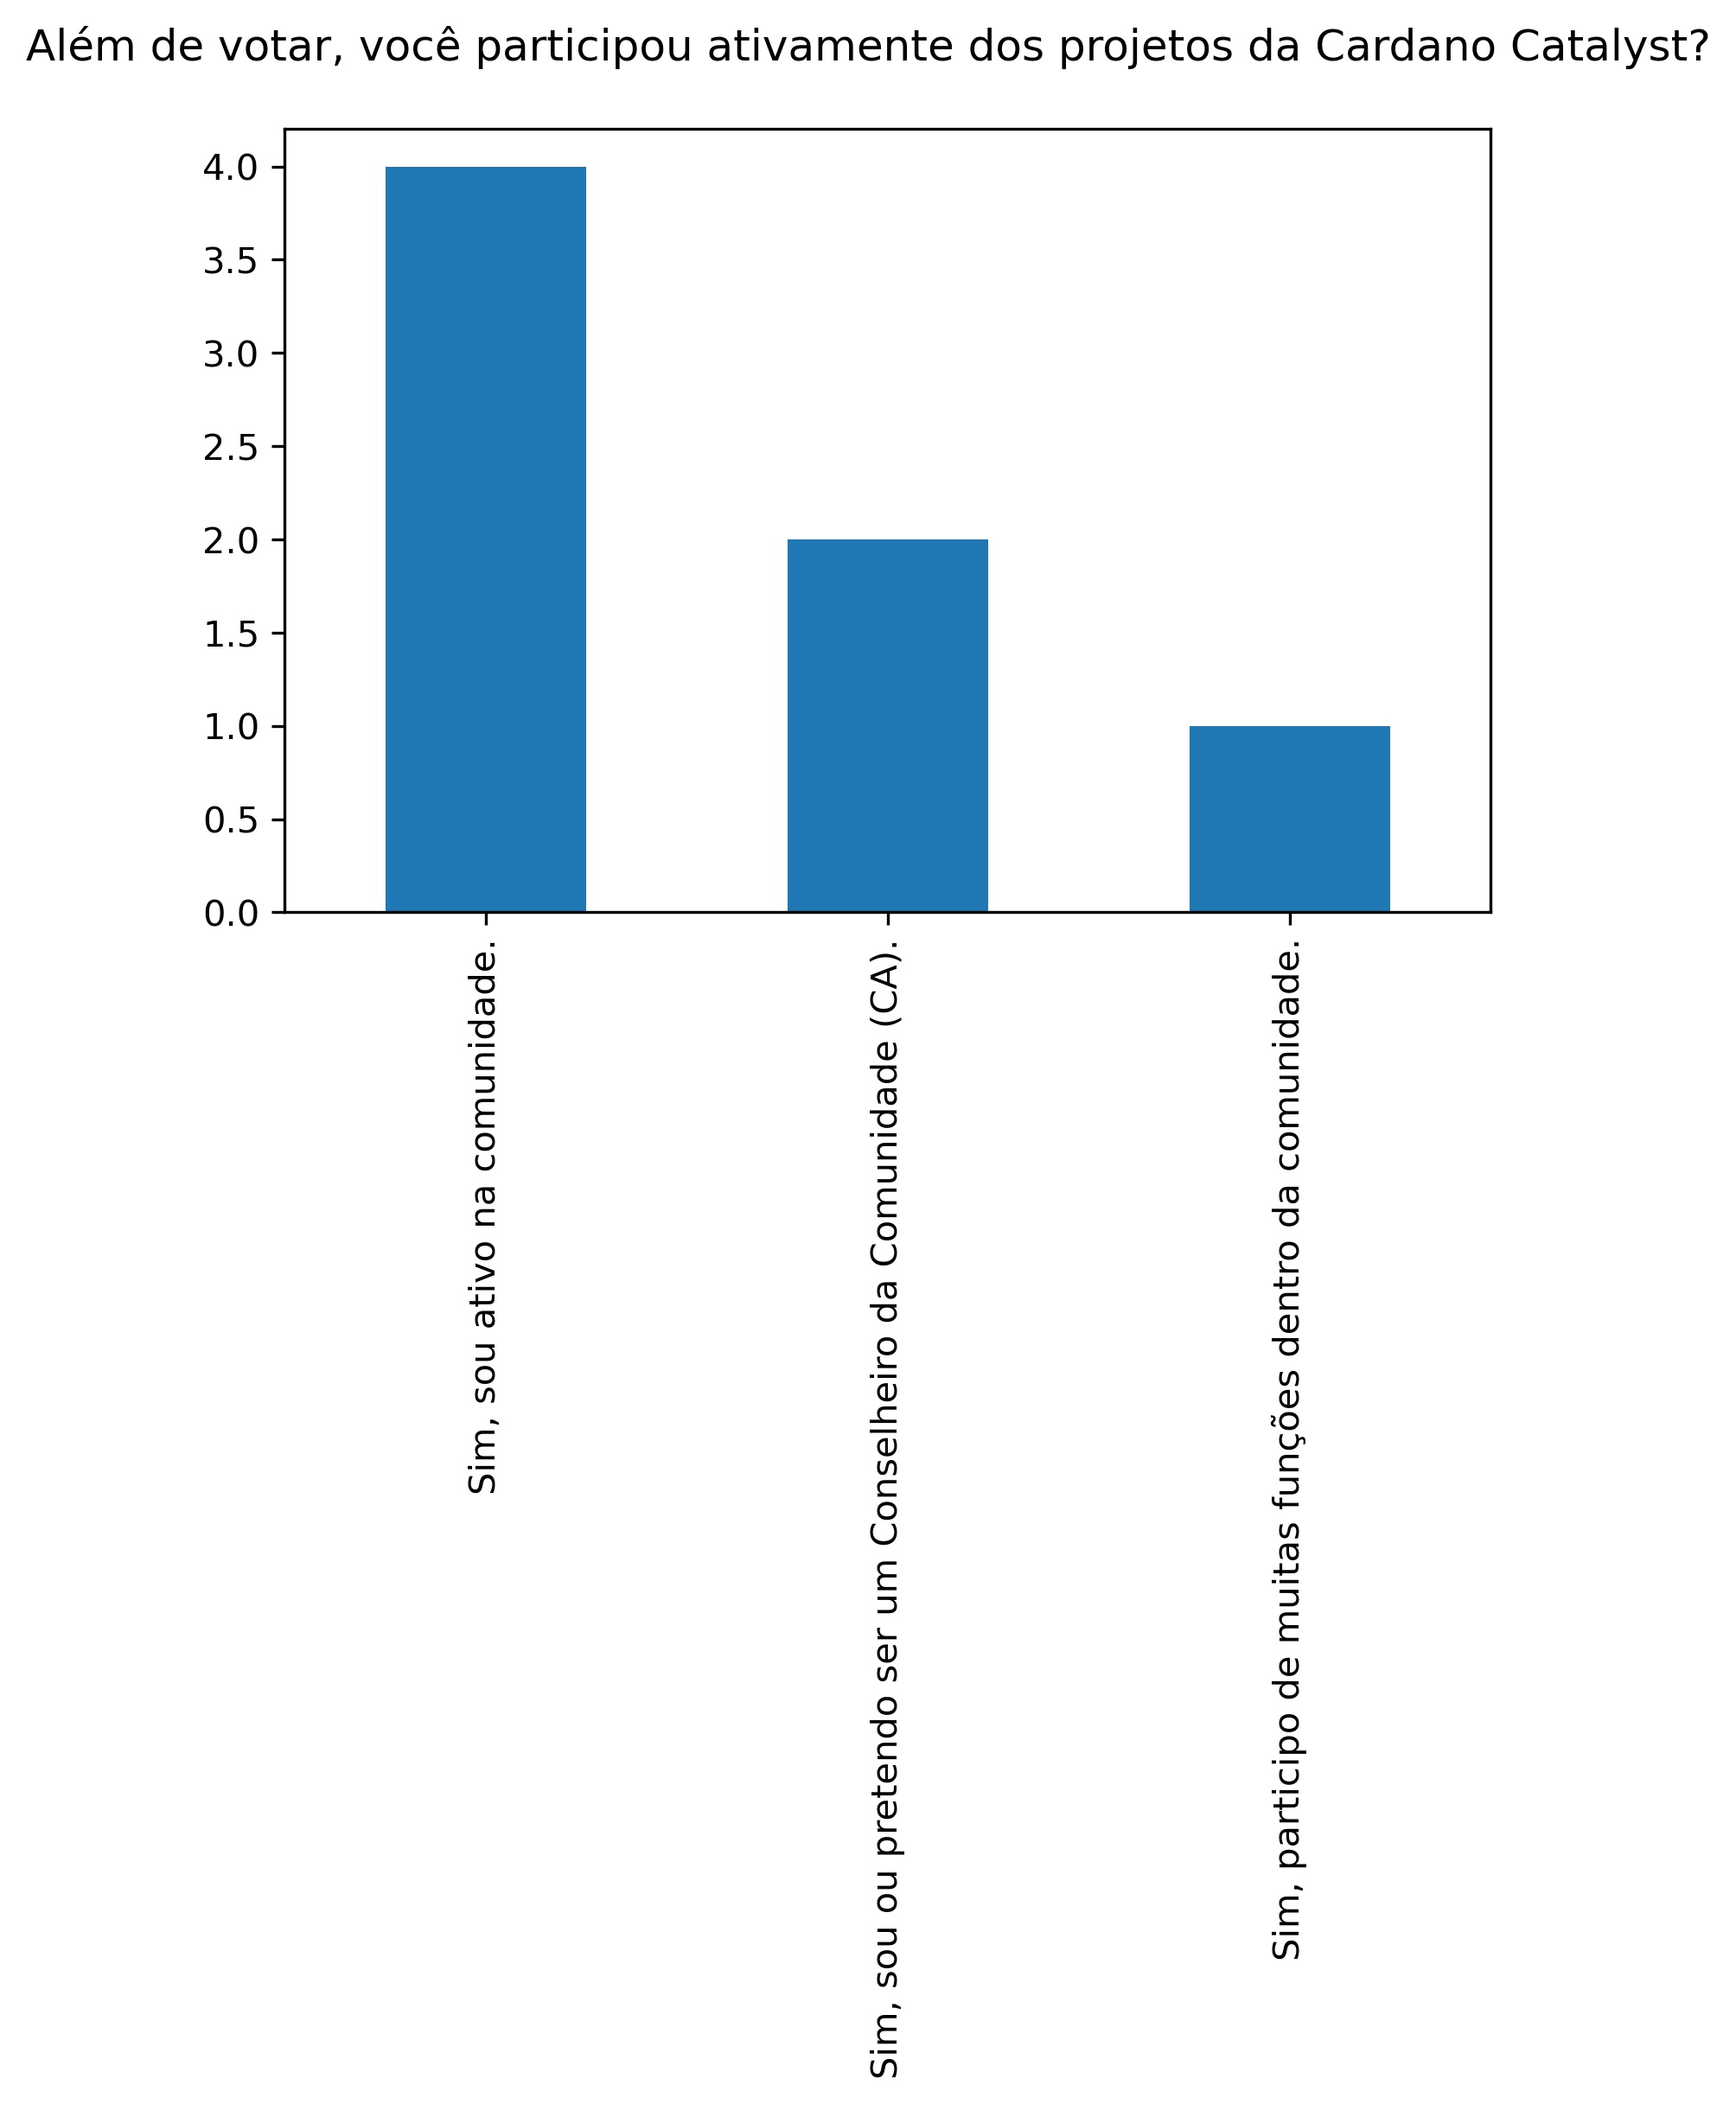 Além de votar, você participou ativamente dos projetos da Cardano Catalyst?
4.0
3.5
3.0
2.5
2.0
1.5
1.0
0.5
0.0
Sim, sou ativo na comunidade.
Sim, sou ou pretendo ser um Conselheiro da Comunidade (CA).
Sim, participo de muitas funções dentro da comunidade.